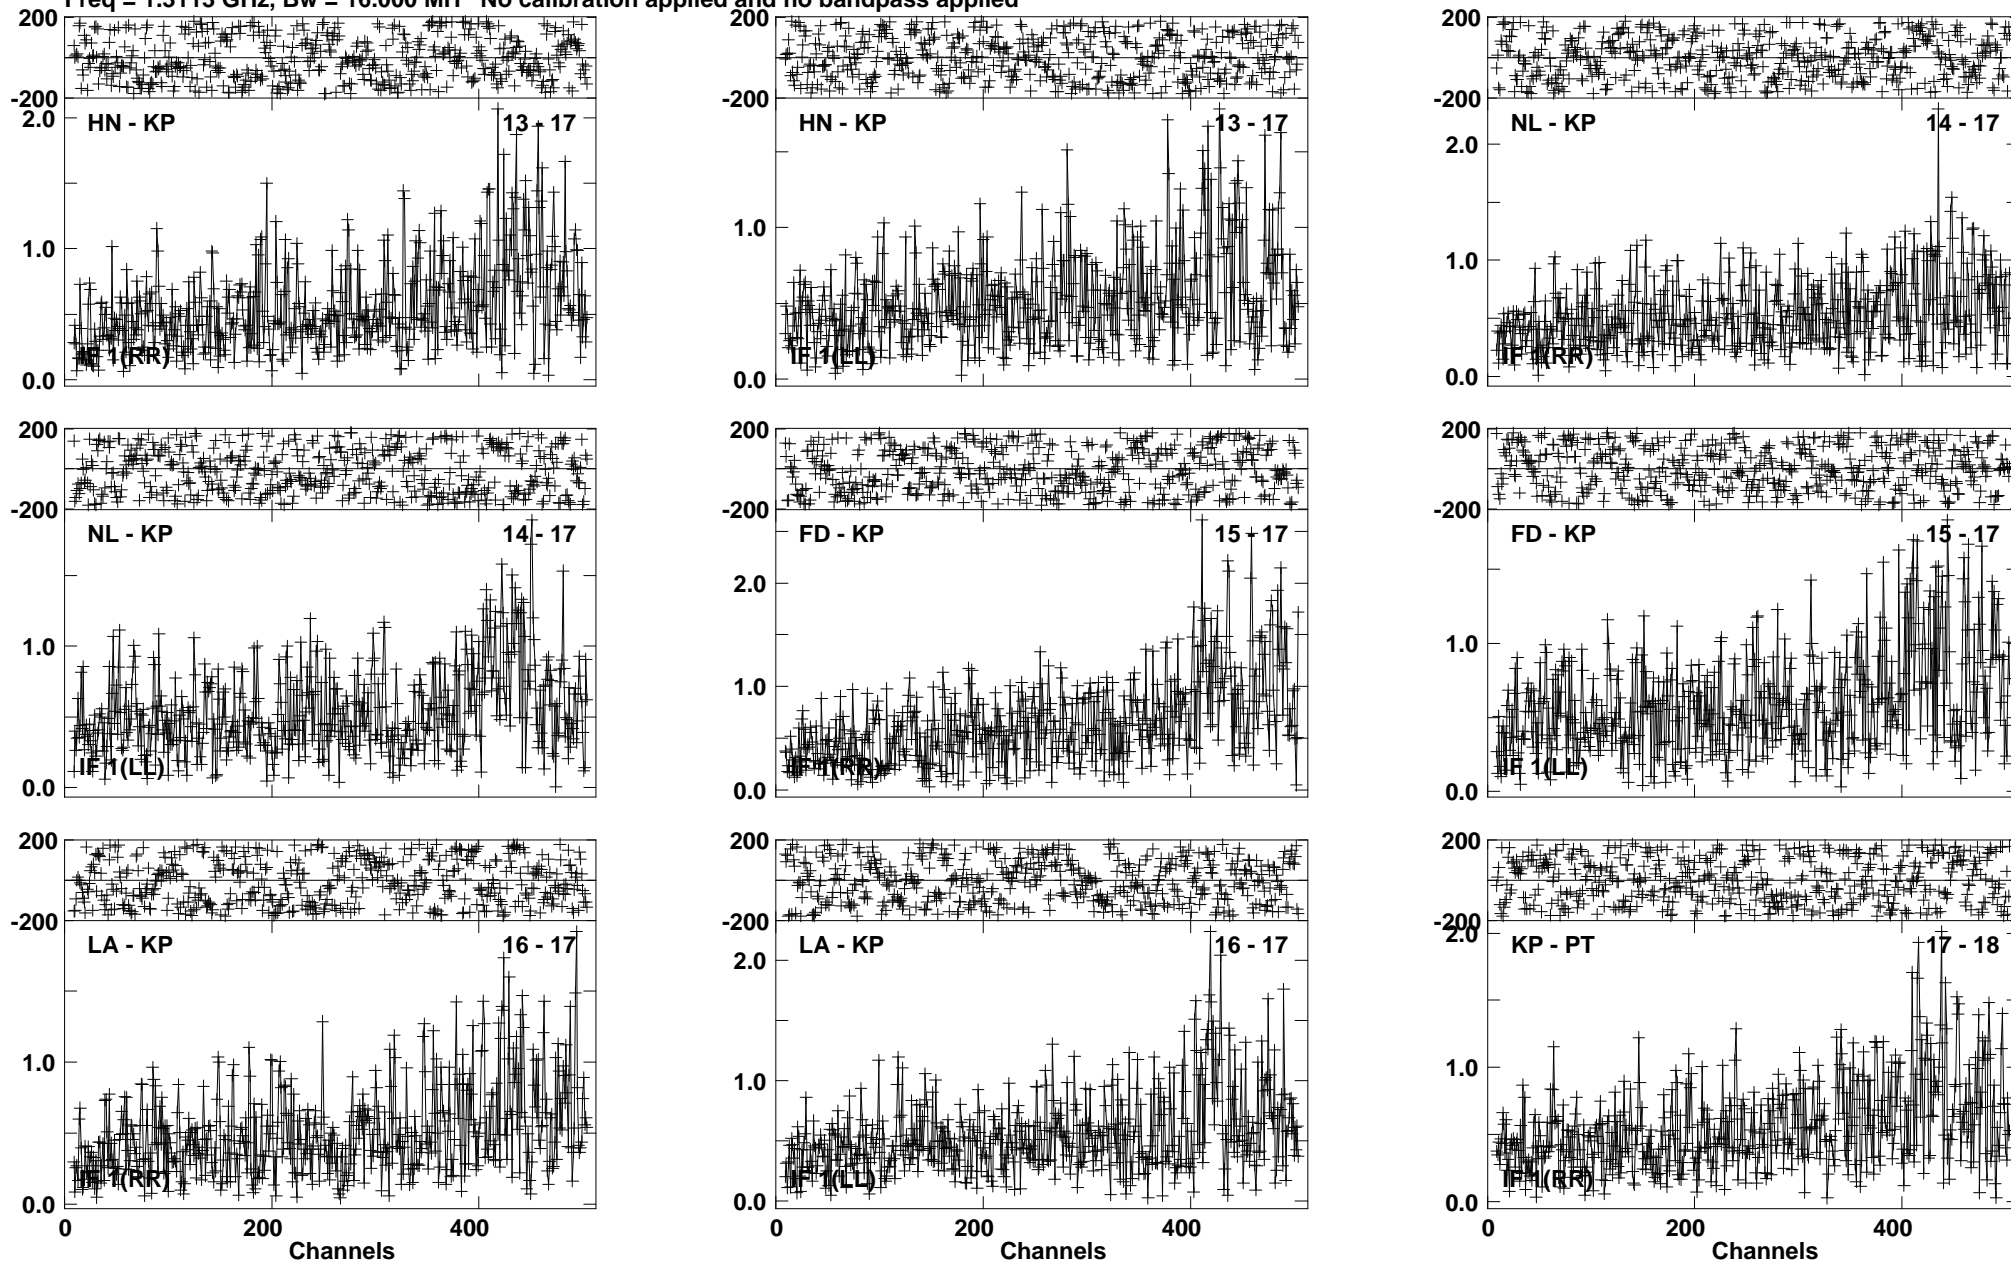 Freq = 1.3115 GHz, Bw = 16.000 MH No calibration applied and no bandpass applied
200 200 200
-200 -200 -200
HN - KP 13 - 17 HN - KP 13 - 17 NL - KP 14 - 17
2.0 2.0
1.0 1.0 1.0
IF 1(RR) IF 1(LL) IF 1(RR)
0.0 0.0 0.0
200 200 200
-200 -200 -200
NL - KP 14 - 17 FD - KP 15 - 17 FD - KP 15 - 17
2.0
1.0 1.0 1.0
IF 1(LL) IF 1(RR) IF 1(LL)
0.0 0.0 0.0
200 200 200
-200 -200 -200
LA - KP 16 - 17 LA - KP 16 - 17 KP - PT 17 - 18
2.0 2.0
1.0 1.0 1.0
IF 1(RR) IF 1(LL) IF 1(RR)
0.0 0.0 0.0
0 200 400 200 400 0 200 400
Channels Channels